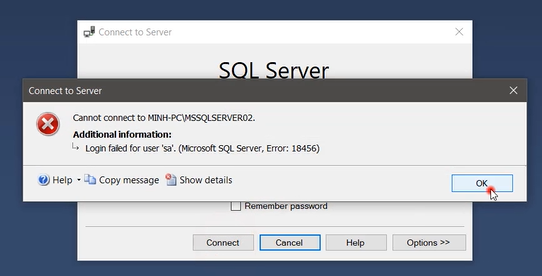 Connect to Server
SQL Server
Connect to Server
Cannot connect to MINH-PC\MSSQLSERVER02.
Additional information:
Login failed for user 'sa'. (Microsoft SQL Server, Error: 18456)
Help Copy message Show details OK
Remember password
Connect Cancel Help Options >>